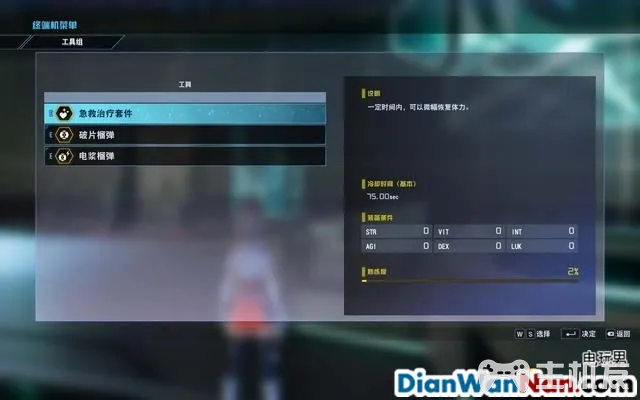 终端机菜单
工具组
工具
E 急救治疗套件
E 破片榴弹
E 电浆榴弹
说明
一定时间内，可以微幅恢复体力。
冷却时间（基本）
75.00sec
装备条件
STR 0 VIT 0 INT 0
AGI 0 DEX 0 LUK 0
熟练度 2%
W S 选择 决定 返回
电玩男
主机爱
DianWanNan.com